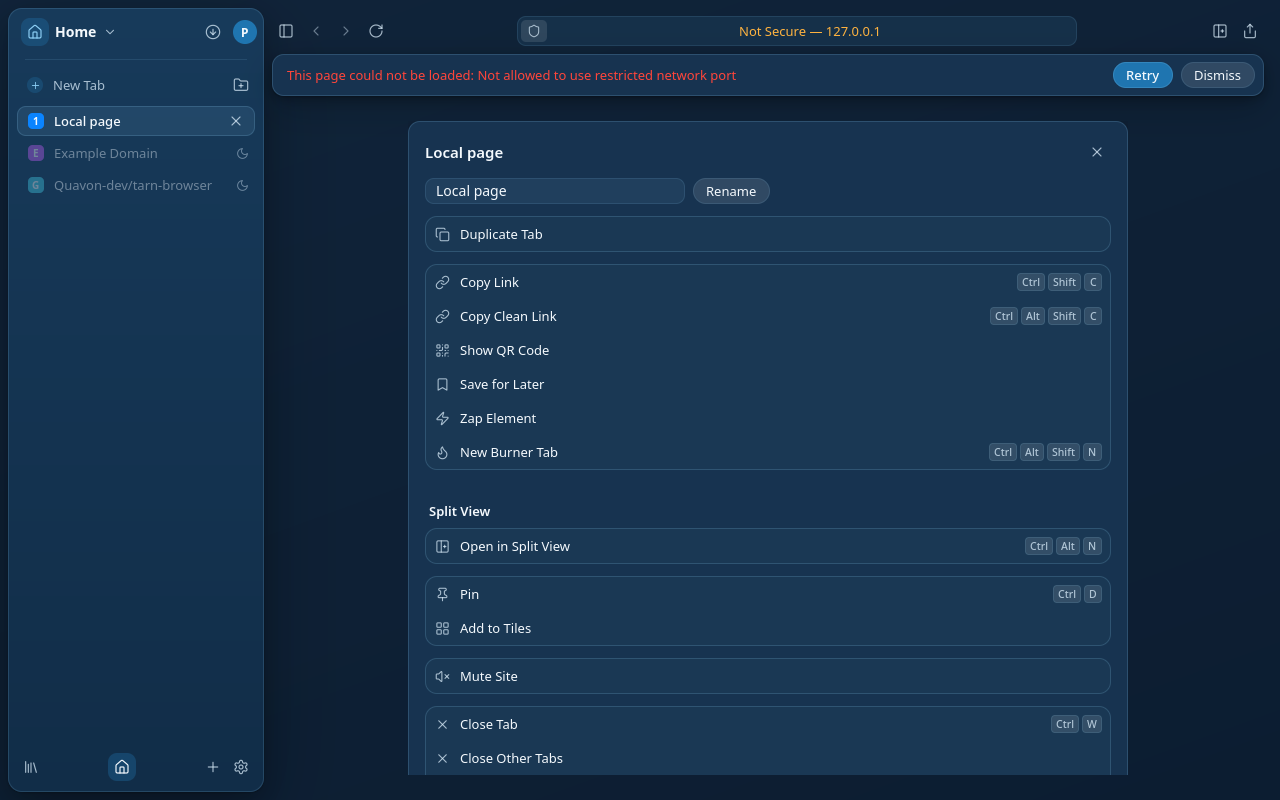 Home
P
New Tab
1 Local page
E Example Domain
G Quavon-dev/tarn-browser
Not Secure — 127.0.0.1
This page could not be loaded: Not allowed to use restricted network port
Retry
Dismiss
Local page
Local page
Rename
Duplicate Tab
Copy Link Ctrl Shift C
Copy Clean Link Ctrl Alt Shift C
Show QR Code
Save for Later
Zap Element
New Burner Tab Ctrl Alt Shift N
Split View
Open in Split View Ctrl Alt N
Pin Ctrl D
Add to Tiles
Mute Site
Close Tab Ctrl W
Close Other Tabs